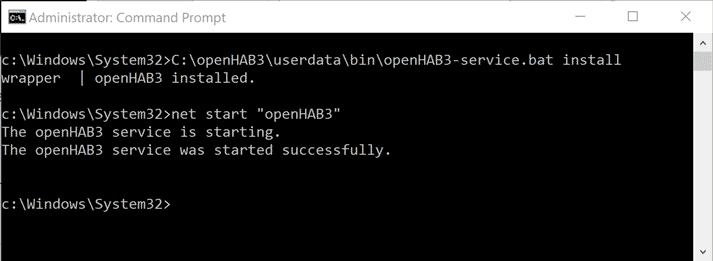 Administrator: Command Prompt
c:\Windows\System32>C:\openHAB3\userdata\bin\openHAB3-service.bat install
wrapper  | openHAB3 installed.
c:\Windows\System32>net start "openHAB3"
The openHAB3 service is starting.
The openHAB3 service was started successfully.
c:\Windows\System32>